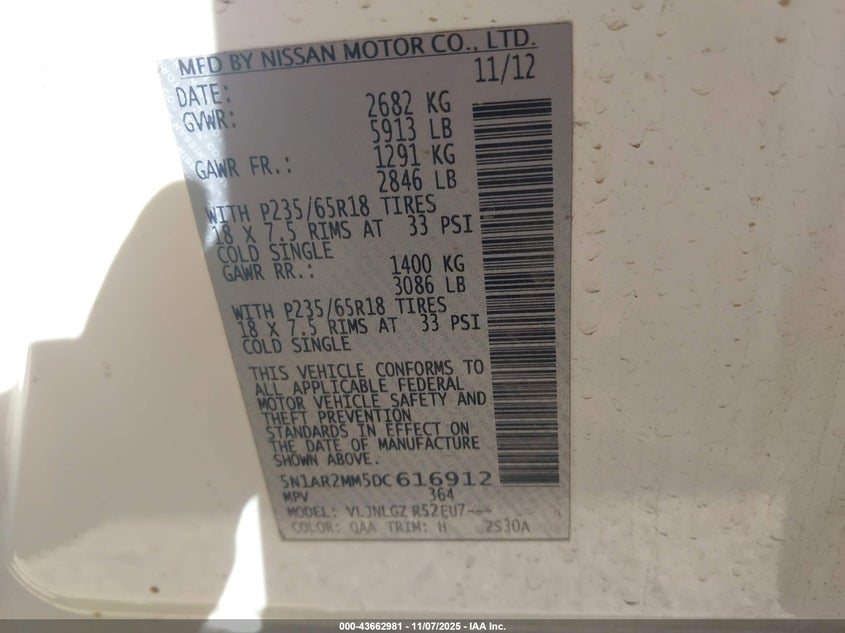 MFD BY NISSAN MOTOR CO., LTD.
DATE: 11/12
GVWR: 2682 KG
5913 LB
GAWR FR.: 1291 KG
2846 LB
WITH P235/65R18 TIRES
18 X 7.5 RIMS AT 33 PSI
COLD SINGLE
GAWR RR.: 1400 KG
3086 LB
WITH P235/65R18 TIRES
18 X 7.5 RIMS AT 33 PSI
COLD SINGLE
THIS VEHICLE CONFORMS TO
ALL APPLICABLE FEDERAL
MOTOR VEHICLE SAFETY AND
THEFT PREVENTION
STANDARDS IN EFFECT ON
THE DATE OF MANUFACTURE
SHOWN ABOVE.
5N1AR2MM5DC616912
MPV 364
MODEL: VLJNLGZ R52EU7---
COLOR: QAA TRIM: H 2S30A
000-43662981 - 11/07/2025 - IAA Inc.